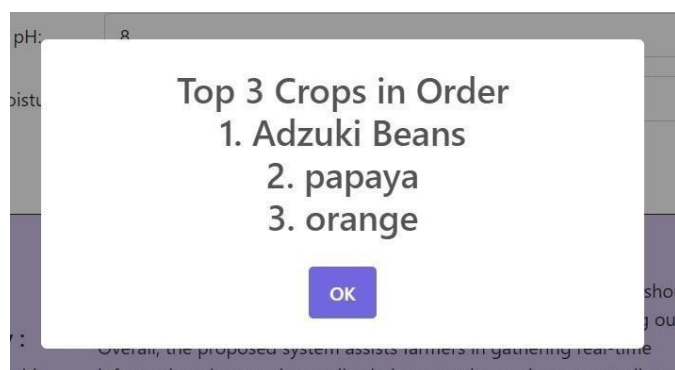 pH:
8
Top 3 Crops in Order
1. Adzuki Beans
2. papaya
3. orange
OK
Overall, the proposed system assists farmers in gathering real-time